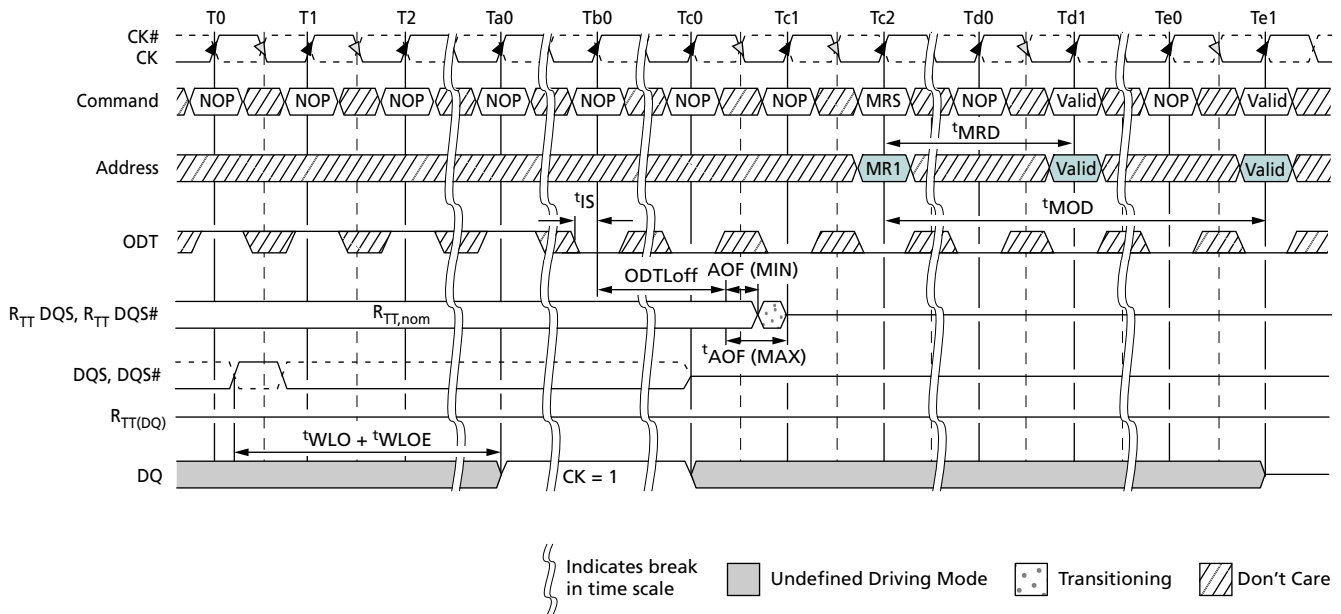 T0 T1 T2 Ta0 Tb0 Tc0 Tc1 Tc2 Td0 Td1 Te0 Te1
CK#
CK
Command NOP NOP NOP NOP NOP NOP NOP MRS NOP Valid NOP Valid
tMRD
Address MR1 Valid Valid
tIS
tMOD
ODT
ODTLoff AOF (MIN)
RTT DQS, RTT DQS# RTT,nom
tAOF (MAX)
DQS, DQS#
RTT(DQ)
tWLO + tWLOE
DQ CK = 1
Indicates break
in time scale
Undefined Driving Mode
Transitioning
Don't Care